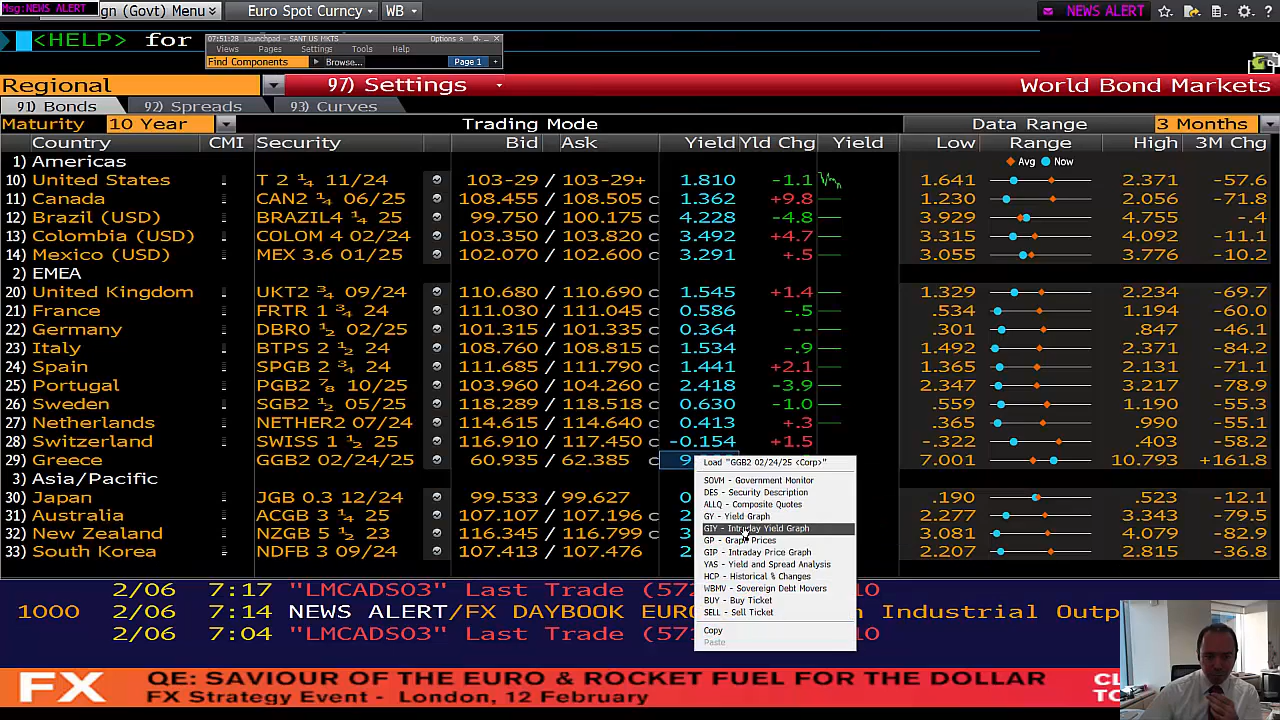 Msg:NEWS ALERT
ign (Govt) Menu
Euro Spot Curncy
WB
NEWS ALERT
<HELP> for
07:51:28 Launchpad - SANT US MKTS
Options
Views Pages Settings Tools Help
Find Components Browse... Page 1
Regional 97) Settings World Bond Markets
91) Bonds 92) Spreads 93) Curves
Maturity 10 Year Trading Mode Data Range 3 Months
Country CMI Security Bid Ask Yield Yld Chg Yield Low Range High 3M Chg
1) Americas Avg Now
10) United States T 2 ¼ 11/24 103-29 / 103-29+ 1.810 -1.1 1.641 2.371 -57.6
11) Canada CAN2 ¼ 06/25 108.455 / 108.505 c 1.362 +9.8 1.230 2.056 -71.8
12) Brazil (USD) BRAZIL4 ¼ 25 99.750 / 100.175 c 4.228 -4.8 3.929 4.755 -.4
13) Colombia (USD) COLOM 4 02/24 103.350 / 103.820 c 3.492 +4.7 3.315 4.092 -11.1
14) Mexico (USD) MEX 3.6 01/25 102.070 / 102.600 c 3.291 +.5 3.055 3.776 -10.2
2) EMEA
20) United Kingdom UKT2 ¾ 09/24 110.680 / 110.690 c 1.545 +1.4 1.329 2.234 -69.7
21) France FRTR 1 ¾ 24 111.030 / 111.045 c 0.586 -.5 .534 1.194 -60.0
22) Germany DBR0 ½ 02/25 101.315 / 101.335 c 0.364 -- .301 .847 -46.1
23) Italy BTPS 2 ½ 24 108.760 / 108.815 c 1.534 -.9 1.492 2.371 -84.2
24) Spain SPGB 2 ¾ 24 111.685 / 111.790 c 1.441 +2.1 1.365 2.131 -71.1
25) Portugal PGB2 ⅞ 10/25 103.960 / 104.260 c 2.418 -3.9 2.347 3.217 -78.9
26) Sweden SGB2 ½ 05/25 118.289 / 118.518 c 0.630 -1.0 .559 1.190 -55.3
27) Netherlands NETHER2 07/24 114.615 / 114.640 c 0.413 +.3 .365 .990 -55.1
28) Switzerland SWISS 1 ½ 25 116.910 / 117.450 c -0.154 +1.5 -.322 .403 -58.2
29) Greece GGB2 02/24/25 60.935 / 62.385 c 9 7.001 10.793 +161.8
3) Asia/Pacific
30) Japan JGB 0.3 12/24 99.533 / 99.627 0 .190 .523 -12.1
31) Australia ACGB 3 ¼ 25 107.107 / 107.193 2 2.277 3.343 -79.5
32) New Zealand NZGB 5 ½ 23 116.345 / 116.799 c 3 3.081 4.079 -84.2
33) South Korea NDFB 3 09/24 107.413 / 107.476 2 2.207 2.815 -36.8
Load "GGB2 02/24/25 <Corp>"
SOVM - Government Monitor
DES - Security Description
ALLQ - Composite Quotes
GY - Yield Graph
GIY - Intraday Yield Graph
GP - Graph Prices
GIP - Intraday Price Graph
YAS - Yield and Spread Analysis
HCP - Historical % Changes
WBMV - Sovereign Debt Movers
BUY - Buy Ticket
SELL - Sell Ticket
Copy
Paste
2/06 7:17 "LMCADS03" Last Trade (57 10
1000 2/06 7:14 NEWS ALERT/FX DAYBOOK EURO n Industrial Outp
2/06 7:04 "LMCADS03" Last Trade (57 10
FX QE: SAVIOUR OF THE EURO & ROCKET FUEL FOR THE DOLLAR
FX Strategy Event - London, 12 February